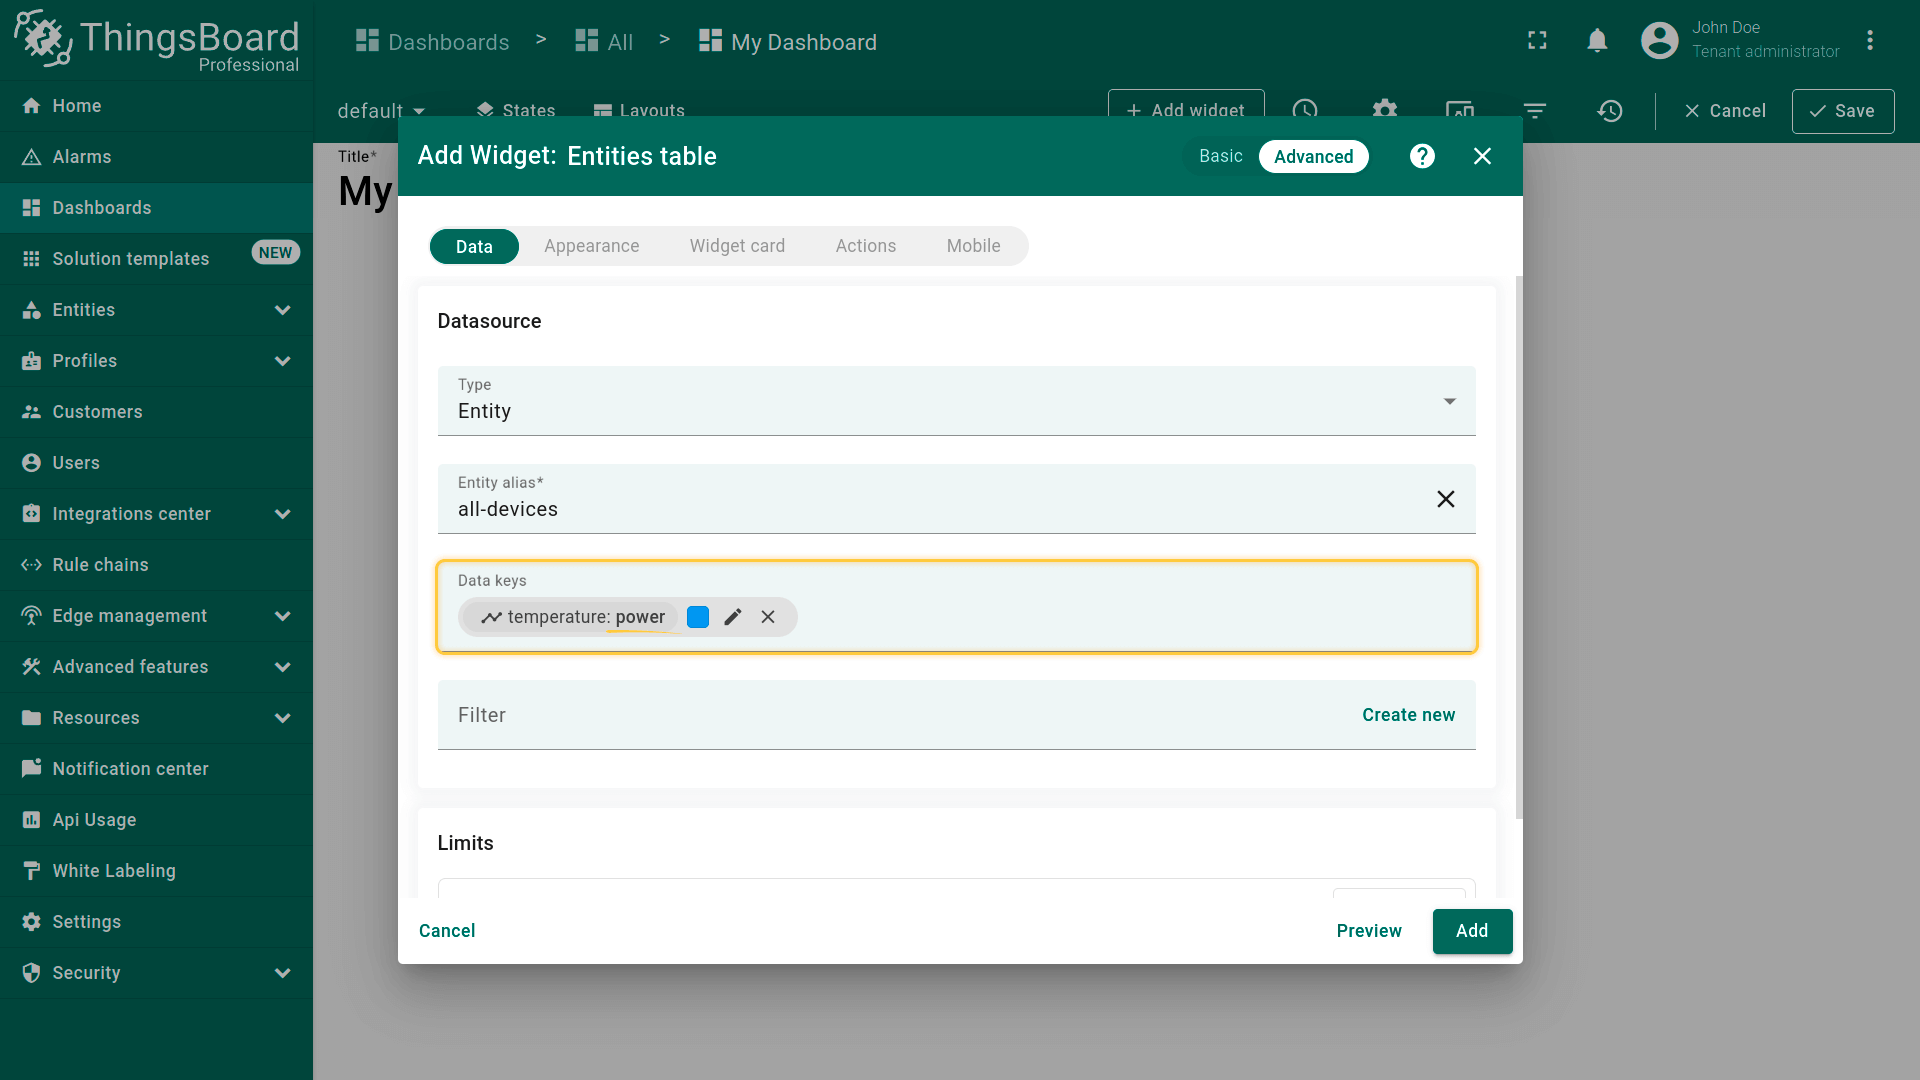 ThingsBoard
Professional
Dashboards > All > My Dashboard
John Doe
Tenant administrator
Home
Alarms
Dashboards
Solution templates NEW
Entities
Profiles
Customers
Users
Integrations center
Rule chains
Edge management
Advanced features
Resources
Notification center
Api Usage
White Labeling
Settings
Security
default States Layouts + Add widget Cancel Save
Title*
My
Add Widget: Entities table Basic Advanced
Data Appearance Widget card Actions Mobile
Datasource
Type
Entity
Entity alias*
all-devices
Data keys
temperature: power
Filter Create new
Limits
Cancel Preview Add